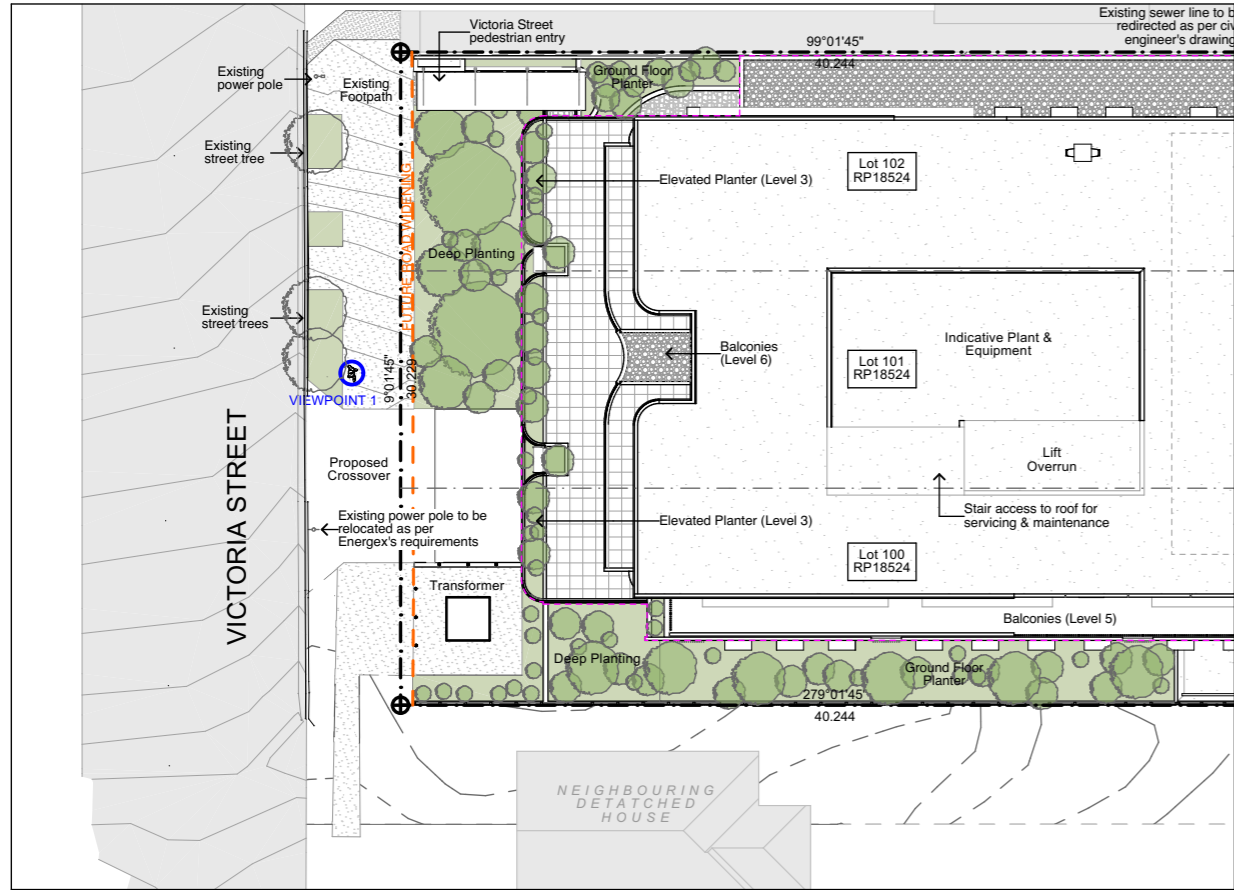 Existing sewer line to b
redirected as per civ
engineer's drawing
Victoria Street
pedestrian entry
99°01'45"
40.244
Existing
power pole
Existing
Footpath
Ground Floor
Planter
Existing
street tree
Elevated Planter (Level 3)
Lot 102
RP18524
FUTURE ROAD WIDENING
Deep Planting
Existing
street trees
Balconies
(Level 6)
Indicative Plant &
Equipment
Lot 101
RP18524
9°01'45"
30.229
VIEWPOINT 1
VICTORIA STREET
Proposed
Crossover
Lift
Overrun
Existing power pole to be
relocated as per
Energex's requirements
Elevated Planter (Level 3)
Stair access to roof for
servicing & maintenance
Lot 100
RP18524
Transformer
Balconies (Level 5)
Deep Planting
Ground Floor
Planter
279°01'45"
40.244
NEIGHBOURING
DETATCHED
HOUSE